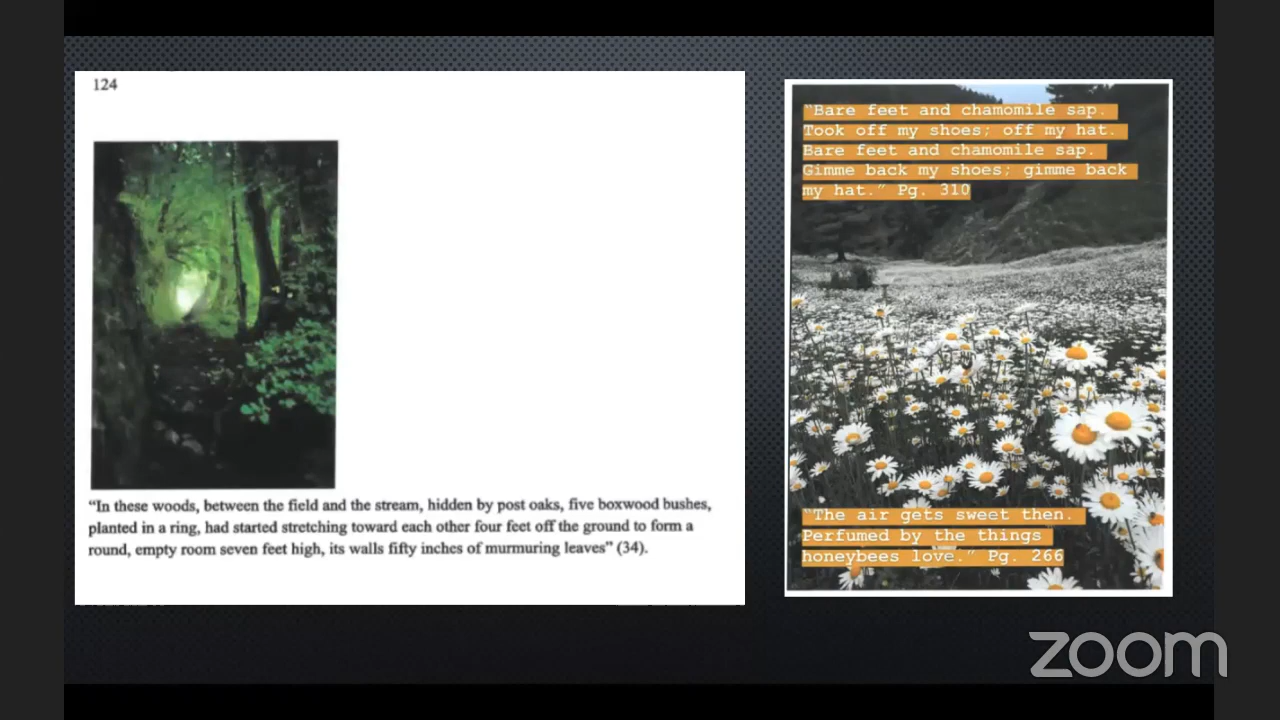 124
“In these woods, between the field and the stream, hidden by post oaks, five boxwood bushes,
planted in a ring, had started stretching toward each other four feet off the ground to form a
round, empty room seven feet high, its walls fifty inches of murmuring leaves” (34).
“Bare feet and chamomile sap.
Took off my shoes; off my hat.
Bare feet and chamomile sap.
Gimme back my shoes; gimme back
my hat.” Pg. 310
“The air gets sweet then.
Perfumed by the things
honeybees love.” Pg. 266
zoom